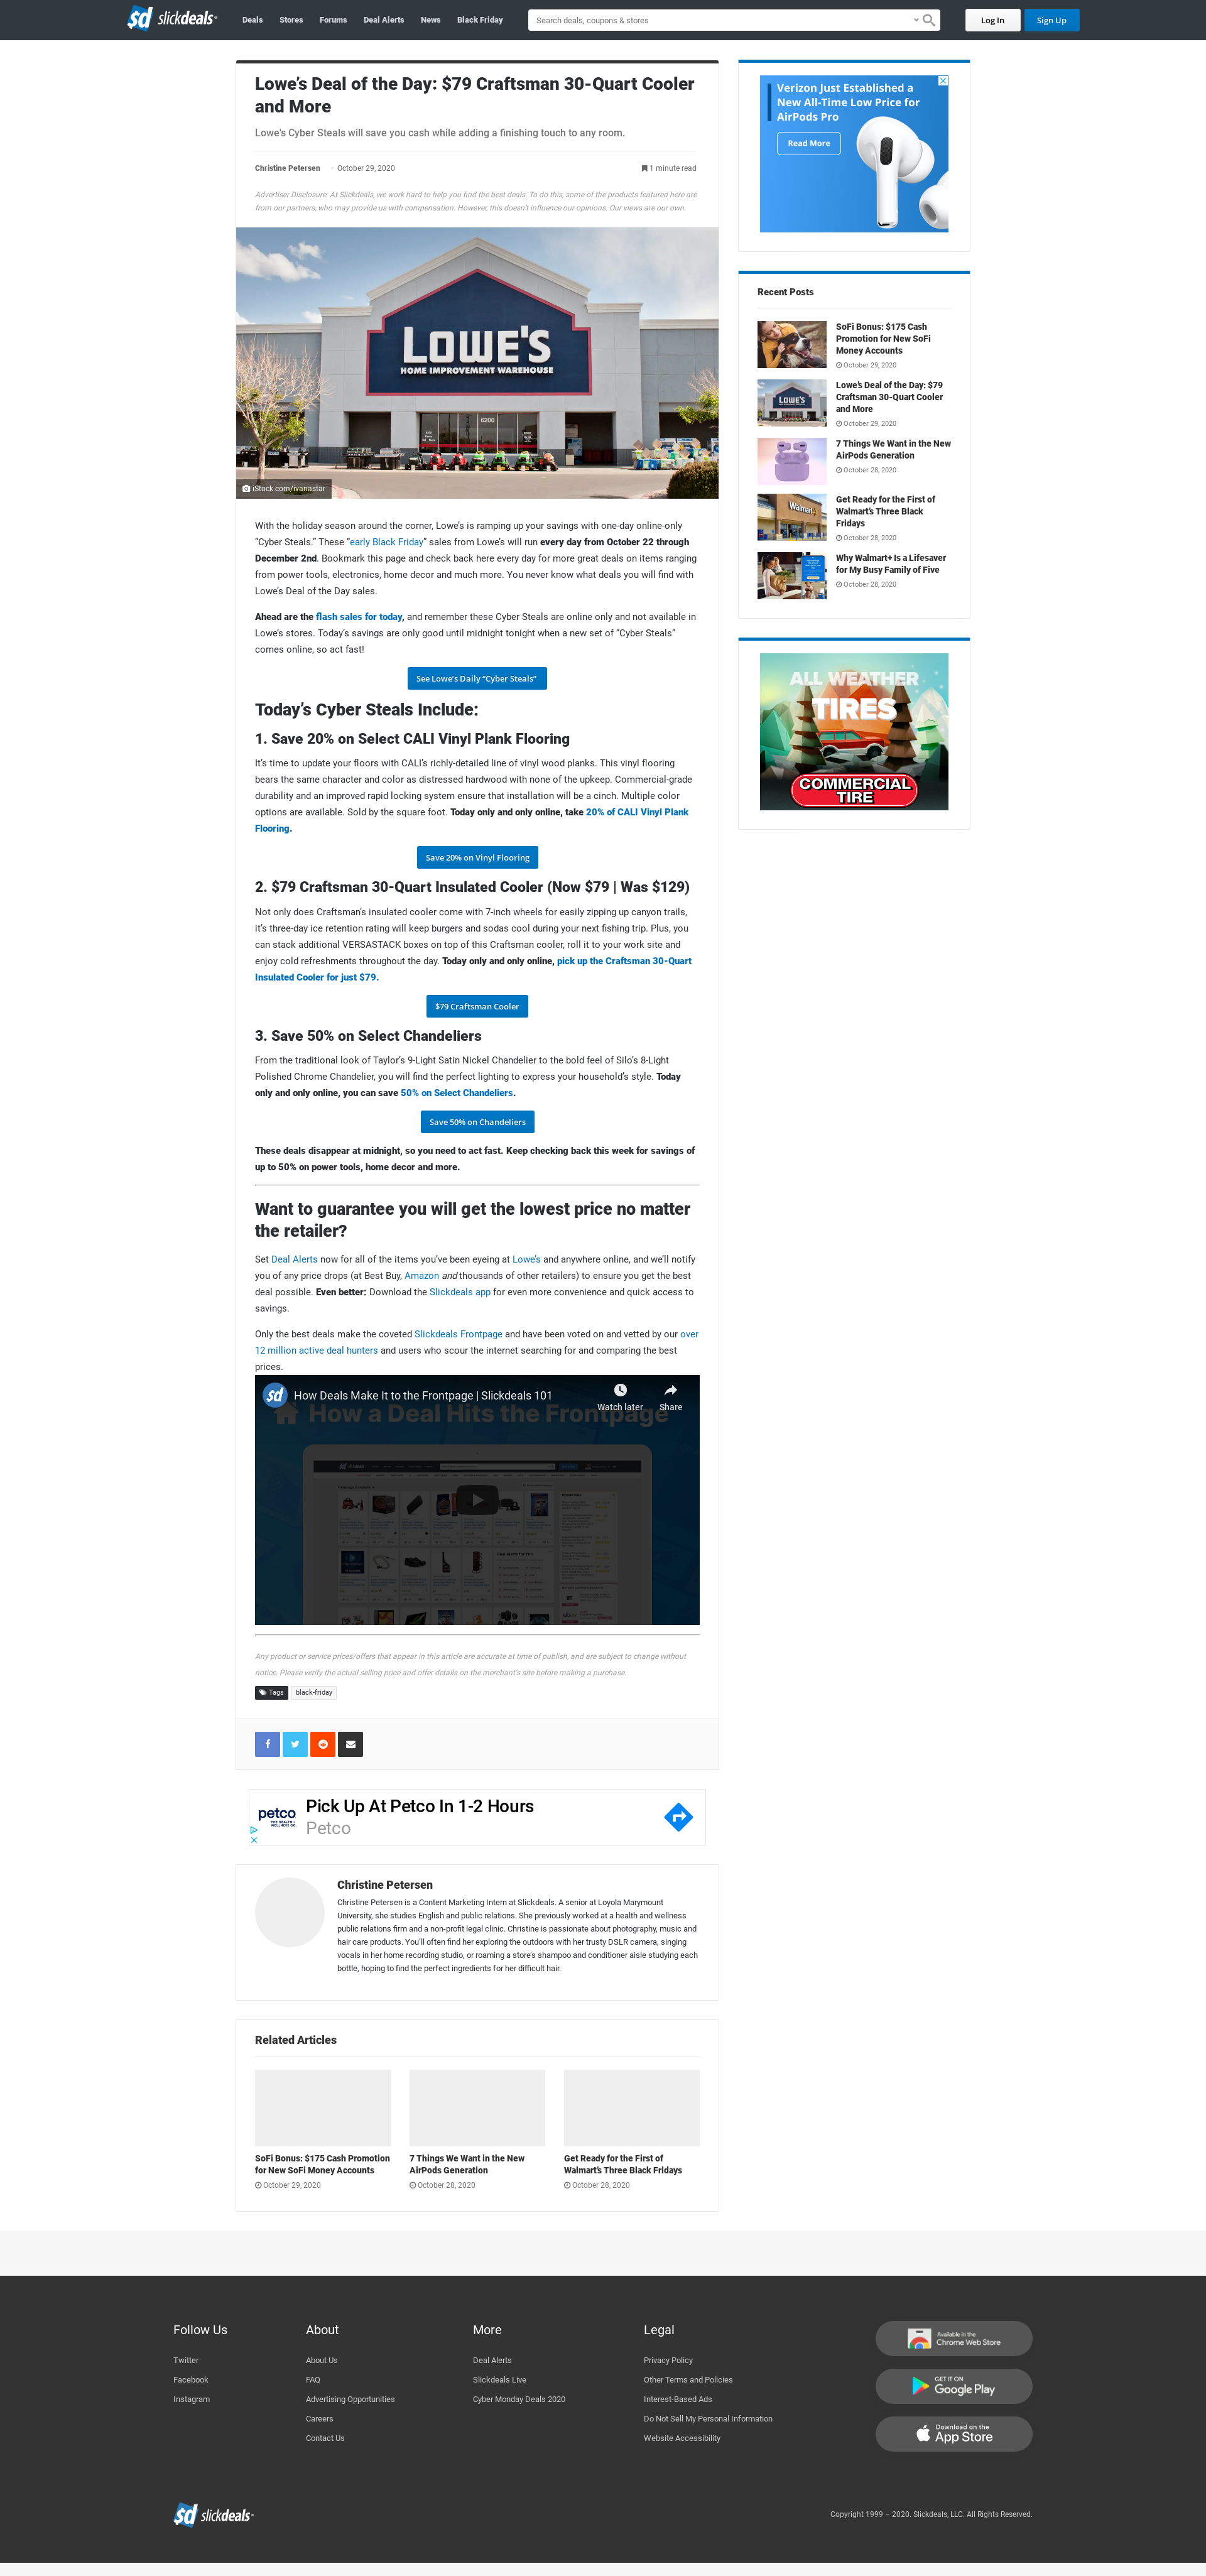 sd slickdeals
Deals Stores Forums Deal Alerts News Black Friday
Search deals, coupons & stores
Log In
Sign Up
Lowe’s Deal of the Day: $79 Craftsman 30-Quart Cooler
and More
Lowe's Cyber Steals will save you cash while adding a finishing touch to any room.
Christine Petersen · October 29, 2020
1 minute read
Advertiser Disclosure: At Slickdeals, we work hard to help you find the best deals. To do this, some of the products featured here are
from our partners, who may provide us with compensation. However, this doesn’t influence our opinions. Our views are our own.
LOWE'S
HOME IMPROVEMENT WAREHOUSE
6200
iStock.com/ivanastar
With the holiday season around the corner, Lowe’s is ramping up your savings with one-day online-only
“Cyber Steals.” These “early Black Friday” sales from Lowe’s will run every day from October 22 through
December 2nd. Bookmark this page and check back here every day for more great deals on items ranging
from power tools, electronics, home decor and much more. You never know what deals you will find with
Lowe’s Deal of the Day sales.
Ahead are the flash sales for today, and remember these Cyber Steals are online only and not available in
Lowe’s stores. Today’s savings are only good until midnight tonight when a new set of “Cyber Steals”
comes online, so act fast!
See Lowe’s Daily “Cyber Steals”
Today’s Cyber Steals Include:
1. Save 20% on Select CALI Vinyl Plank Flooring
It’s time to update your floors with CALI’s richly-detailed line of vinyl wood planks. This vinyl flooring
bears the same character and color as distressed hardwood with none of the upkeep. Commercial-grade
durability and an improved rapid locking system ensure that installation will be a cinch. Multiple color
options are available. Sold by the square foot. Today only and only online, take 20% of CALI Vinyl Plank
Flooring.
Save 20% on Vinyl Flooring
2. $79 Craftsman 30-Quart Insulated Cooler (Now $79 | Was $129)
Not only does Craftsman’s insulated cooler come with 7-inch wheels for easily zipping up canyon trails,
it’s three-day ice retention rating will keep burgers and sodas cool during your next fishing trip. Plus, you
can stack additional VERSASTACK boxes on top of this Craftsman cooler, roll it to your work site and
enjoy cold refreshments throughout the day. Today only and only online, pick up the Craftsman 30-Quart
Insulated Cooler for just $79.
$79 Craftsman Cooler
3. Save 50% on Select Chandeliers
From the traditional look of Taylor’s 9-Light Satin Nickel Chandelier to the bold feel of Silo’s 8-Light
Polished Chrome Chandelier, you will find the perfect lighting to express your household’s style. Today
only and only online, you can save 50% on Select Chandeliers.
Save 50% on Chandeliers
These deals disappear at midnight, so you need to act fast. Keep checking back this week for savings of
up to 50% on power tools, home decor and more.
Want to guarantee you will get the lowest price no matter
the retailer?
Set Deal Alerts now for all of the items you’ve been eyeing at Lowe’s and anywhere online, and we’ll notify
you of any price drops (at Best Buy, Amazon and thousands of other retailers) to ensure you get the best
deal possible. Even better: Download the Slickdeals app for even more convenience and quick access to
savings.
Only the best deals make the coveted Slickdeals Frontpage and have been voted on and vetted by our over
12 million active deal hunters and users who scour the internet searching for and comparing the best
prices.
How Deals Make It to the Frontpage | Slickdeals 101
Watch later
Share
How a Deal Hits the Frontpage
Any product or service prices/offers that appear in this article are accurate at time of publish, and are subject to change without
notice. Please verify the actual selling price and offer details on the merchant’s site before making a purchase.
Tags
black-friday
petco
THE HEALTH + WELLNESS CO.
Pick Up At Petco In 1-2 Hours
Petco
Christine Petersen
Christine Petersen is a Content Marketing Intern at Slickdeals. A senior at Loyola Marymount
University, she studies English and public relations. She previously worked at a health and wellness
public relations firm and a non-profit legal clinic. Christine is passionate about photography, music and
hair care products. You’ll often find her exploring the outdoors with her trusty DSLR camera, singing
vocals in her home recording studio, or roaming a store’s shampoo and conditioner aisle studying each
bottle, hoping to find the perfect ingredients for her difficult hair.
Related Articles
SoFi Bonus: $175 Cash Promotion
for New SoFi Money Accounts
October 29, 2020
7 Things We Want in the New
AirPods Generation
October 28, 2020
Get Ready for the First of
Walmart’s Three Black Fridays
October 28, 2020
Verizon Just Established a
New All-Time Low Price for
AirPods Pro
Read More
Recent Posts
SoFi Bonus: $175 Cash
Promotion for New SoFi
Money Accounts
October 29, 2020
LOWE'S
Lowe’s Deal of the Day: $79
Craftsman 30-Quart Cooler
and More
October 29, 2020
7 Things We Want in the New
AirPods Generation
October 28, 2020
Walmart
Get Ready for the First of
Walmart’s Three Black
Fridays
October 28, 2020
Why Walmart+ Is a Lifesaver
for My Busy Family of Five
October 28, 2020
ALL WEATHER
TIRES
COMMERCIAL
TIRE
Follow Us
Twitter
Facebook
Instagram
About
About Us
FAQ
Advertising Opportunities
Careers
Contact Us
More
Deal Alerts
Slickdeals Live
Cyber Monday Deals 2020
Legal
Privacy Policy
Other Terms and Policies
Interest-Based Ads
Do Not Sell My Personal Information
Website Accessibility
Available in the
Chrome Web Store
GET IT ON
Google Play
Download on the
App Store
sd slickdeals
Copyright 1999 – 2020. Slickdeals, LLC. All Rights Reserved.